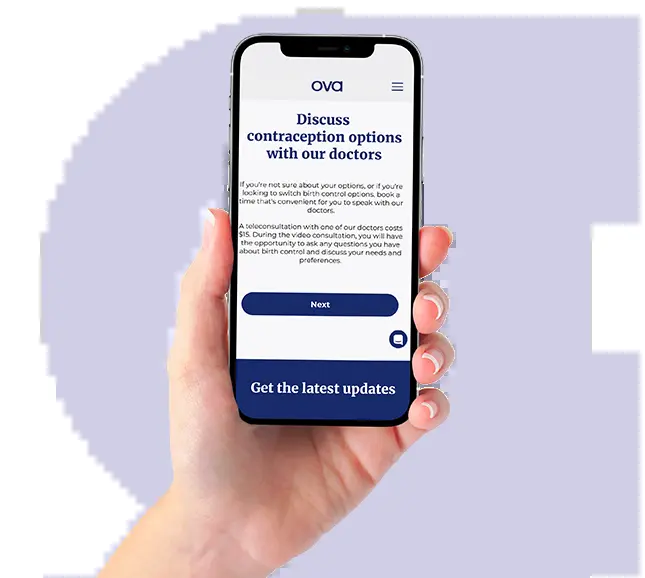 ova
Discuss
contraception options
with our doctors
If you're not sure about your options, or if you're
looking to switch birth control options, book a
time that's convenient for you to speak with our
doctors.
A teleconsultation with one of our doctors costs
$15. During the video consultation, you will have
the opportunity to ask any questions you have
about birth control and discuss your needs and
preferences.
Next
Get the latest updates